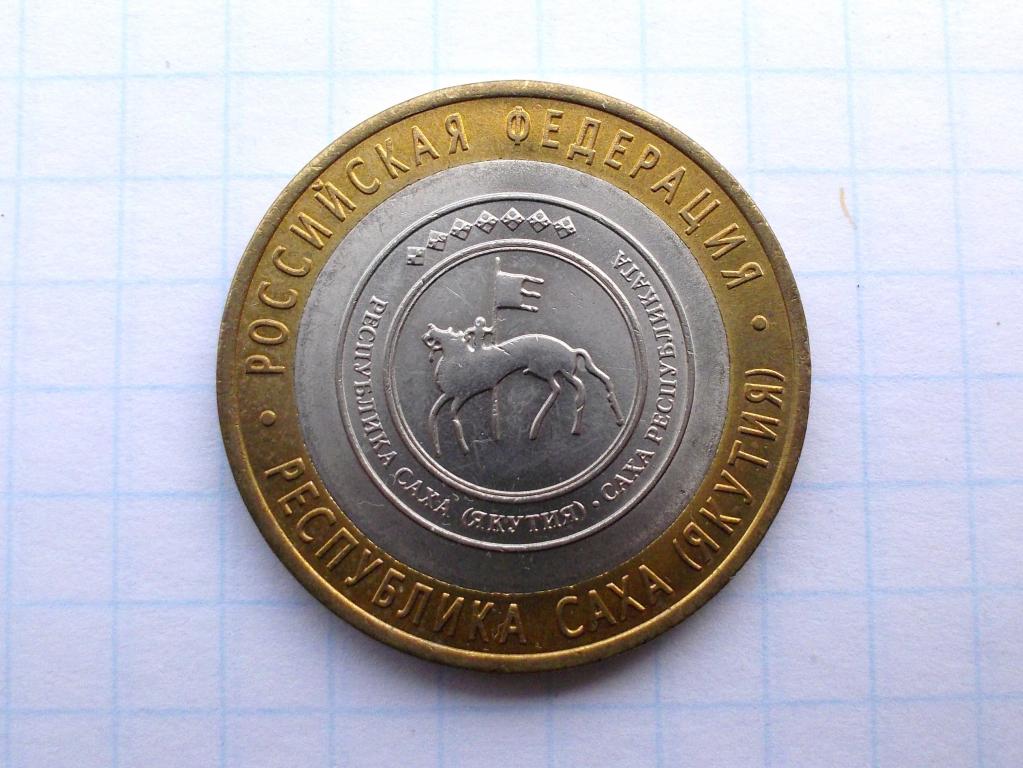 РОССИЙСКАЯ ФЕДЕРАЦИЯ
• РЕСПУБЛИКА САХА (ЯКУТИЯ) •
РЕСПУБЛИКА САХА (ЯКУТИЯ) • САХА РЕСПУБЛИКАТА